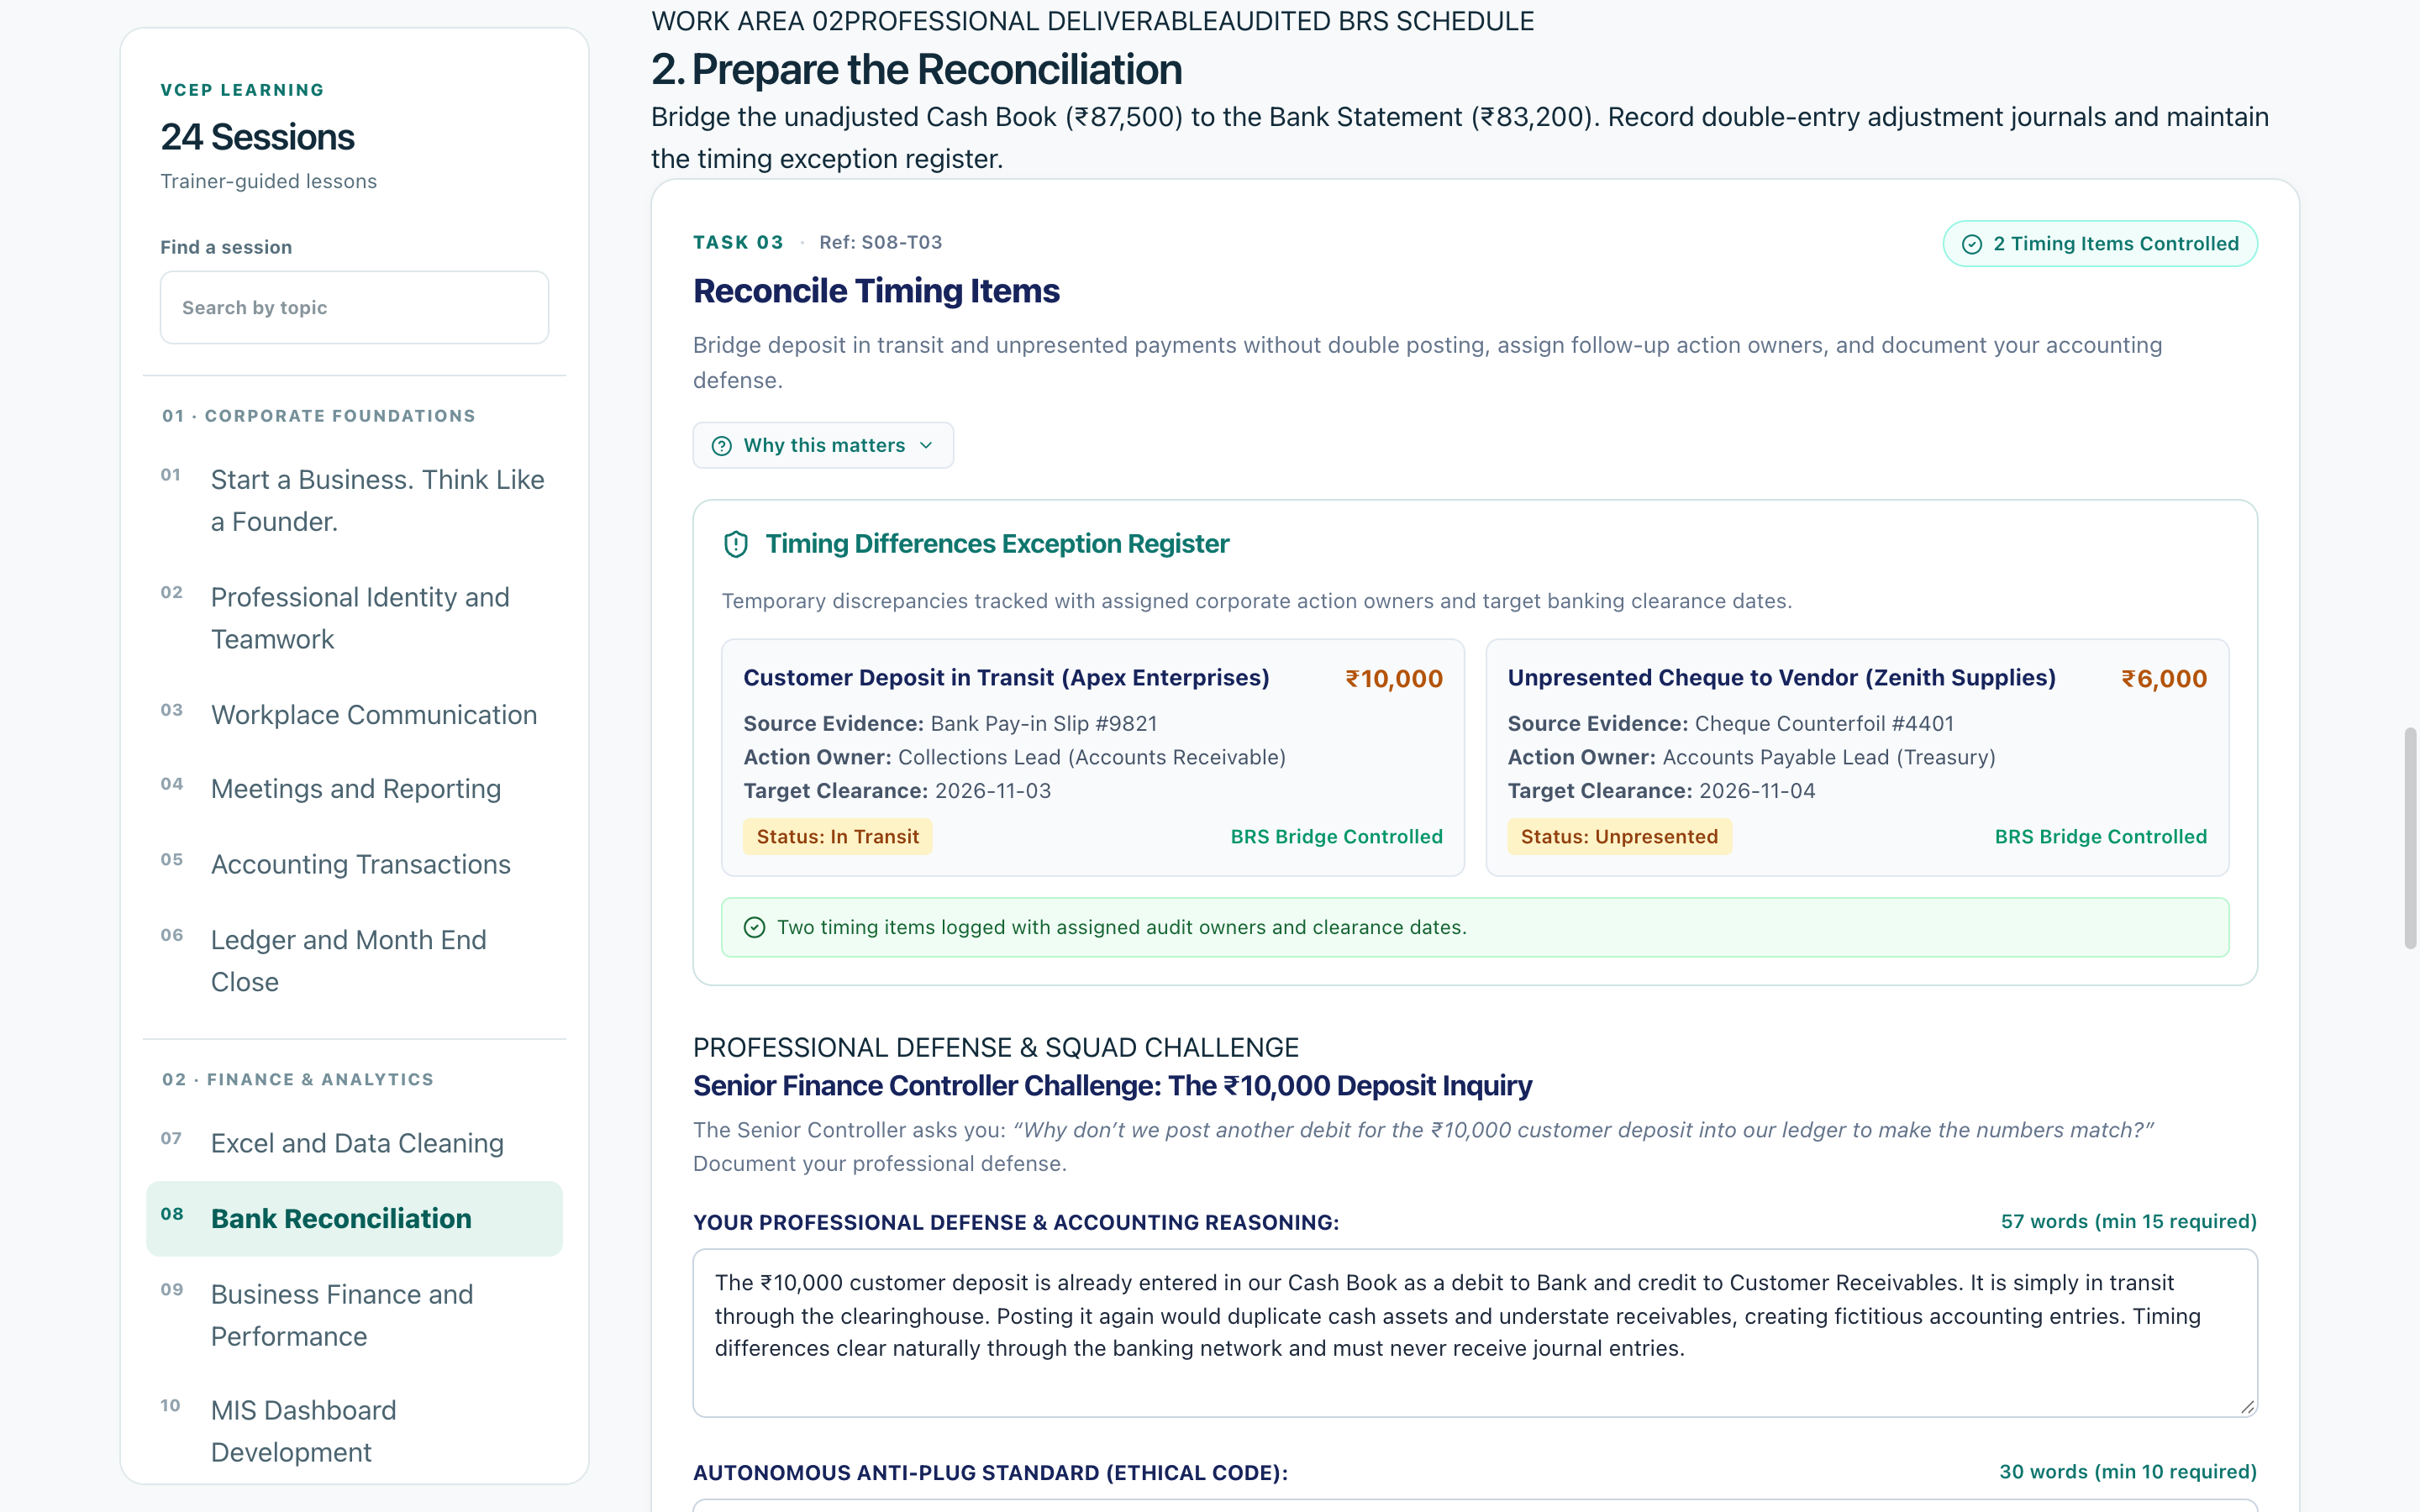 VCEP LEARNING
24 Sessions
Trainer-guided lessons
Find a session
Search by topic
01 · CORPORATE FOUNDATIONS
01 Start a Business. Think Like
a Founder.
02 Professional Identity and
Teamwork
03 Workplace Communication
04 Meetings and Reporting
05 Accounting Transactions
06 Ledger and Month End
Close
02 · FINANCE & ANALYTICS
07 Excel and Data Cleaning
08 Bank Reconciliation
09 Business Finance and
Performance
10 MIS Dashboard
Development
WORK AREA 02PROFESSIONAL DELIVERABLEAUDITED BRS SCHEDULE
2. Prepare the Reconciliation
Bridge the unadjusted Cash Book (₹87,500) to the Bank Statement (₹83,200). Record double-entry adjustment journals and maintain
the timing exception register.
TASK 03 · Ref: S08-T03
2 Timing Items Controlled
Reconcile Timing Items
Bridge deposit in transit and unpresented payments without double posting, assign follow-up action owners, and document your accounting
defense.
Why this matters
Timing Differences Exception Register
Temporary discrepancies tracked with assigned corporate action owners and target banking clearance dates.
Customer Deposit in Transit (Apex Enterprises) ₹10,000
Source Evidence: Bank Pay-in Slip #9821
Action Owner: Collections Lead (Accounts Receivable)
Target Clearance: 2026-11-03
Status: In Transit BRS Bridge Controlled
Unpresented Cheque to Vendor (Zenith Supplies) ₹6,000
Source Evidence: Cheque Counterfoil #4401
Action Owner: Accounts Payable Lead (Treasury)
Target Clearance: 2026-11-04
Status: Unpresented BRS Bridge Controlled
Two timing items logged with assigned audit owners and clearance dates.
PROFESSIONAL DEFENSE & SQUAD CHALLENGE
Senior Finance Controller Challenge: The ₹10,000 Deposit Inquiry
The Senior Controller asks you: “Why don’t we post another debit for the ₹10,000 customer deposit into our ledger to make the numbers match?”
Document your professional defense.
YOUR PROFESSIONAL DEFENSE & ACCOUNTING REASONING: 57 words (min 15 required)
The ₹10,000 customer deposit is already entered in our Cash Book as a debit to Bank and credit to Customer Receivables. It is simply in transit
through the clearinghouse. Posting it again would duplicate cash assets and understate receivables, creating fictitious accounting entries. Timing
differences clear naturally through the banking network and must never receive journal entries.
AUTONOMOUS ANTI-PLUG STANDARD (ETHICAL CODE): 30 words (min 10 required)